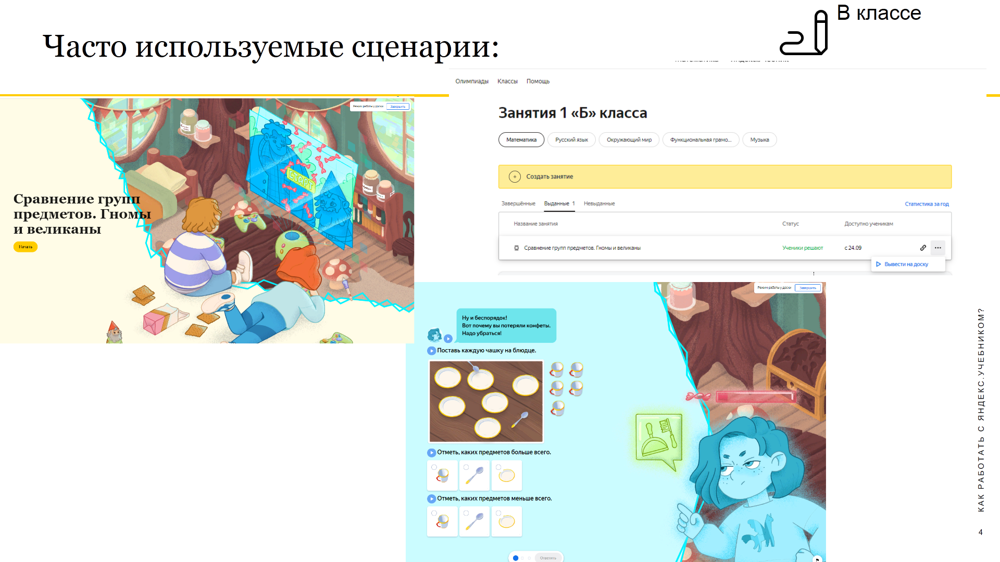 В классе
Часто используемые сценарии:
Олимпиады Классы Помощь
Занятия 1 «Б» класса
Математика Русский язык Окружающий мир Функциональная грамо... Музыка
Создать занятие
Завершённые Выданные 1 Невыданные Статистика за год
Название занятия Статус Доступно ученикам
Сравнение групп предметов. Гномы и великаны Ученики решают с 24.09
Вывести на доску
Режим работы у доски Завершить
СТАРТ
Сравнение групп
предметов. Гномы
и великаны
Начать
Режим работы у доски Завершить
Ну и беспорядок!
Вот почему вы потеряли конфеты.
Надо убраться!
Поставь каждую чашку на блюдце.
Отметь, каких предметов больше всего.
Отметь, каких предметов меньше всего.
Ответить
КАК РАБОТАТЬ С ЯНДЕКС.УЧЕБНИКОМ?
4